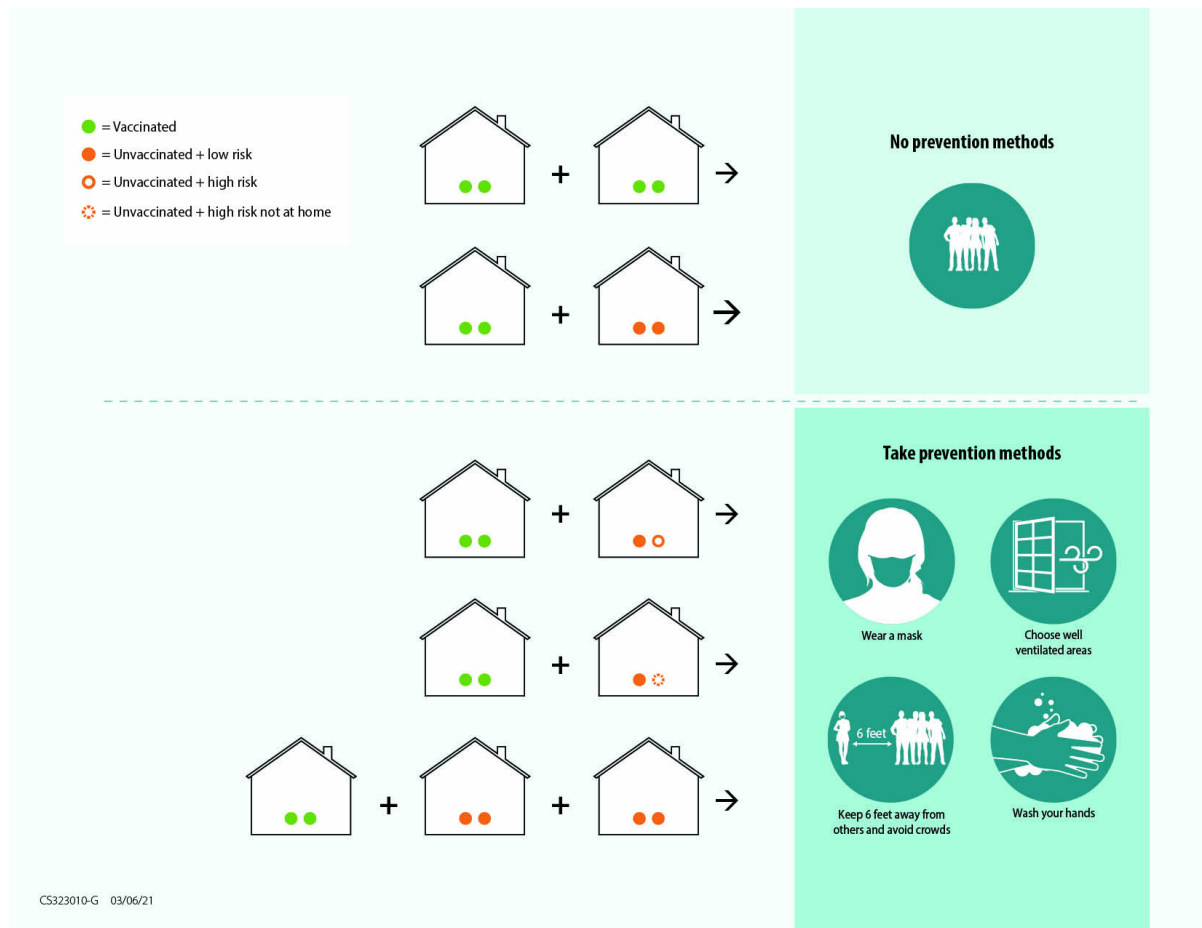 = Vaccinated
= Unvaccinated + low risk
= Unvaccinated + high risk
= Unvaccinated + high risk not at home
+
+
No prevention methods
+
+
+ +
Take prevention methods
Wear a mask
Choose well
ventilated areas
6 feet
Keep 6 feet away from
others and avoid crowds
Wash your hands
CS323010-G 03/06/21